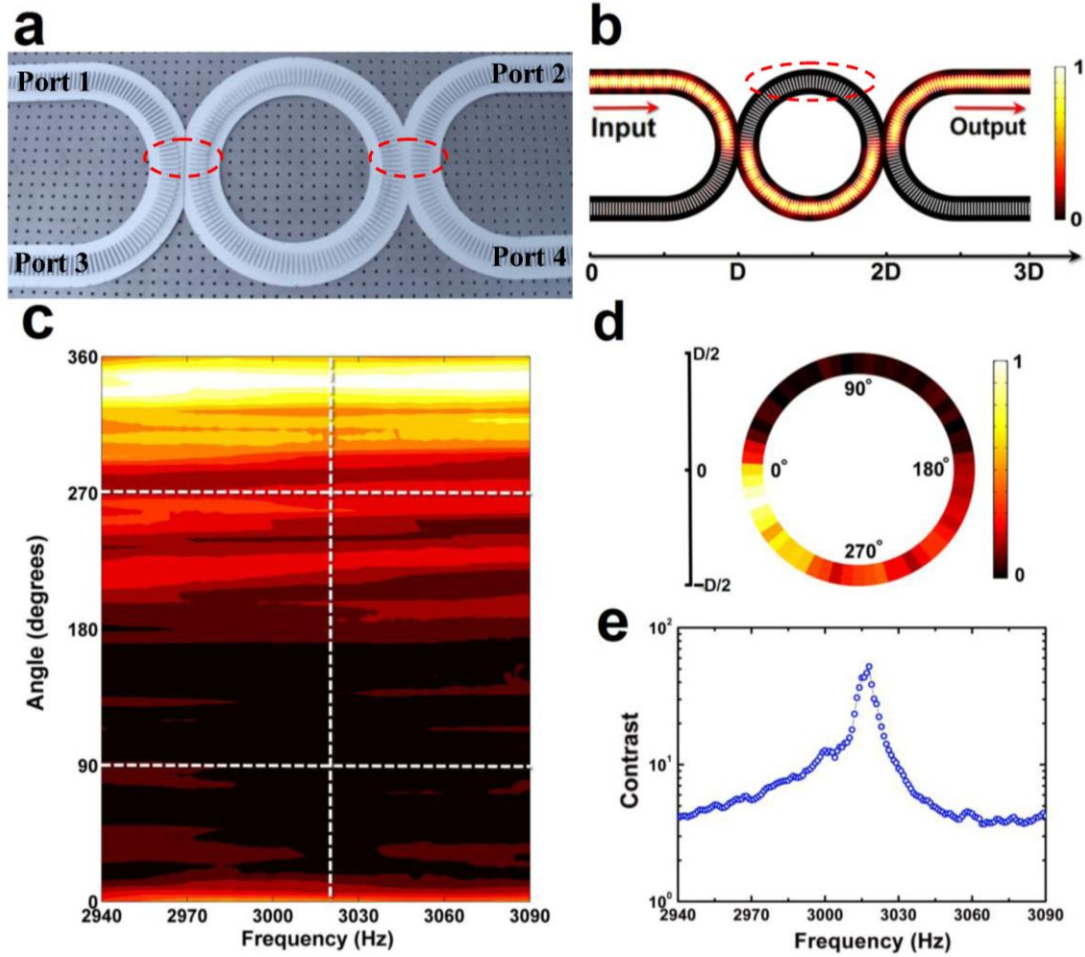 a
Port 1
Port 2
Port 3
Port 4
b
Input
Output
1
0
0
D
2D
3D
c
Angle (degrees)
360
270
180
90
0
2940
2970
3000
3030
3060
3090
Frequency (Hz)
d
D/2
0
-D/2
90°
0°
180°
270°
1
0
e
Contrast
10²
10¹
10⁰
2940
2970
3000
3030
3060
3090
Frequency (Hz)